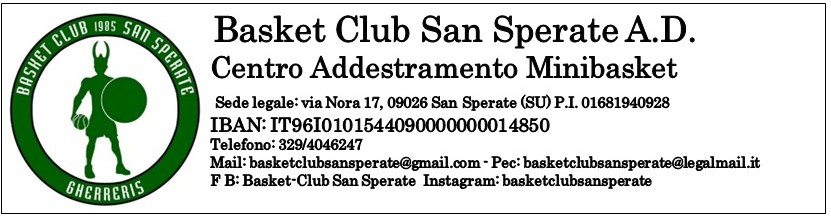 BASKET CLUB 1985 SAN SPERATE
GHERRERIS
Basket Club San Sperate A.D.
Centro Addestramento Minibasket
Sede legale: via Nora 17, 09026 San Sperate (SU) P.I. 01681940928
IBAN: IT96I0101544090000000014850
Telefono: 329/4046247
Mail: basketclubsansperate@gmail.com - Pec: basketclubsansperate@legalmail.it
F B: Basket-Club San Sperate Instagram: basketclubsansperate